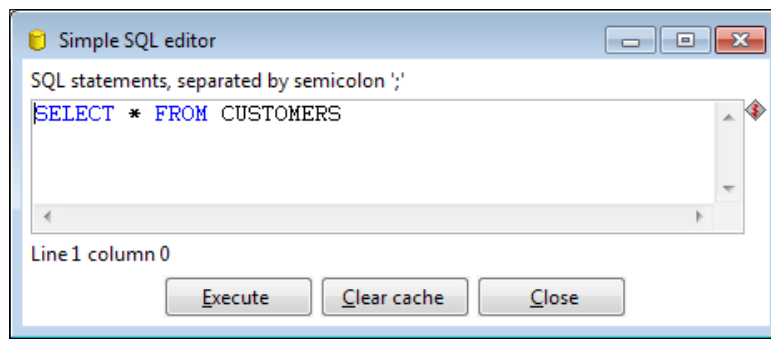 Simple SQL editor
SQL statements, separated by semicolon ';'
SELECT * FROM CUSTOMERS
Line 1 column 0
Execute Clear cache Close